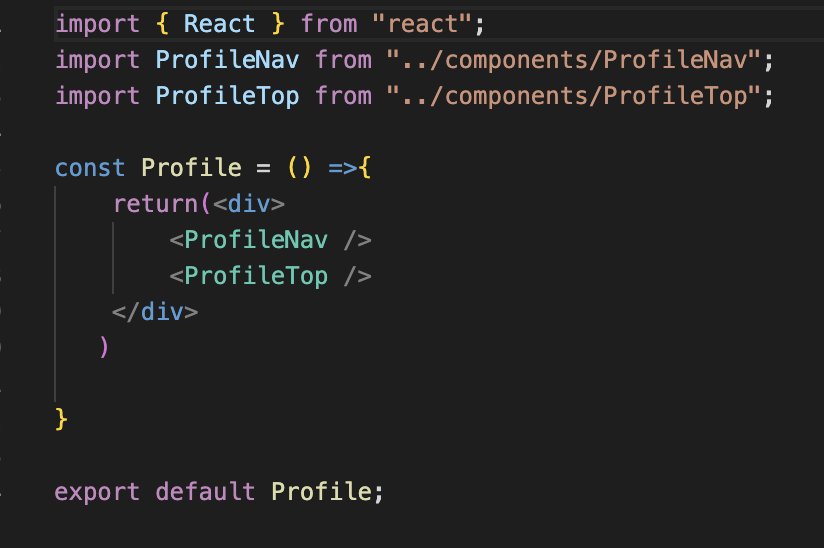 import { React } from "react";
import ProfileNav from "../components/ProfileNav";
import ProfileTop from "../components/ProfileTop";
const Profile = () =>{
return(<div>
<ProfileNav />
<ProfileTop />
</div>
)
}
export default Profile;